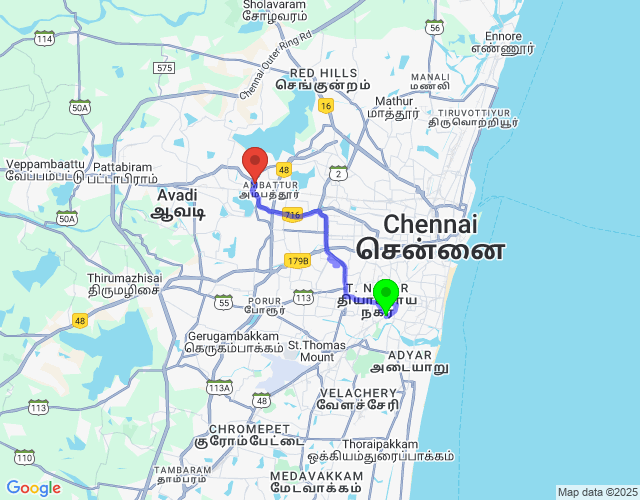 Sholavaram
சோழவரம்
Ennore
எண்ணூர்
114
56
Chennai Outer Ring Rd
575
RED HILLS
செங்குன்றம்
MANALI
மணலி
50A
16
Mathur
மாத்தூர்
TIRUVOTTIYUR
திருவொற்றியூர்
Veppambaattu
வேப்பம்பட்டு
Pattabiram
பட்டாபிராம்
48
2
AMBATTUR
அம்பத்தூர்
Avadi
ஆவடி
50A
716
Chennai
சென்னை
179B
Thirumazhisai
திருமழிசை
T. NAGAR
55
PORUR
போரூர்
113
48
Gerugambakkam
கெருகம்பாக்கம்
St.Thomas
Mount
ADYAR
அடையாறு
113
113A
VELACHERY
வேளச்சேரி
CHROMEPET
குரோம்பேட்டை
Thoraipakkam
ஒக்கியம்துரைப்பாக்கம்
110
TAMBARAM
தாம்பரம்
MEDAVAKKAM
மேடவாக்கம்
Google
Map data ©2025